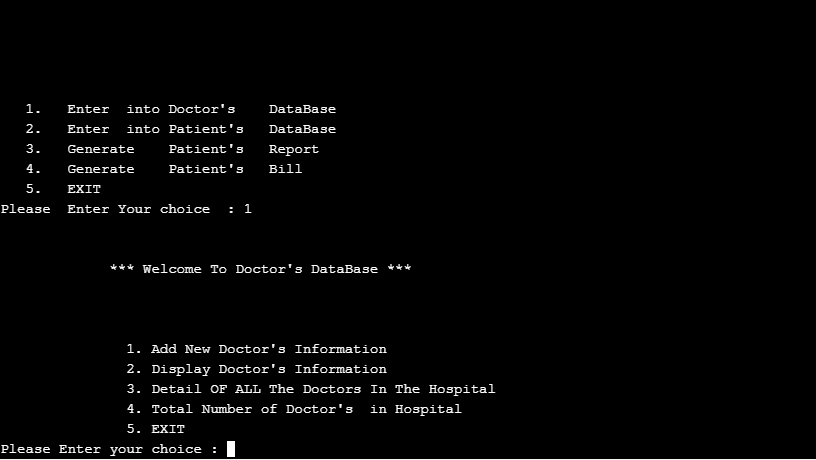 1. Enter into Doctor's DataBase
2. Enter into Patient's DataBase
3. Generate Patient's Report
4. Generate Patient's Bill
5. EXIT
Please Enter Your choice : 1
*** Welcome To Doctor's DataBase ***
1. Add New Doctor's Information
2. Display Doctor's Information
3. Detail OF ALL The Doctors In The Hospital
4. Total Number of Doctor's in Hospital
5. EXIT
Please Enter your choice :